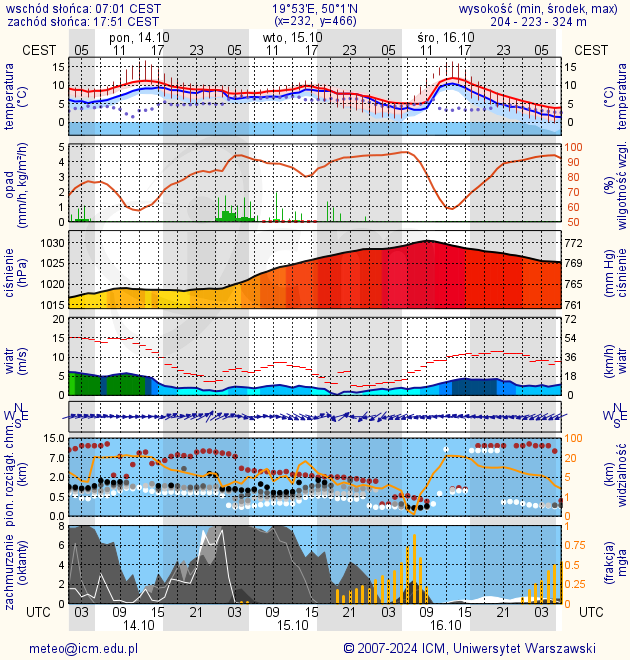 wschód słońca: 07:01 CEST 19°53'E, 50°1'N wysokość (min, środek, max)
zachód słońca: 17:51 CEST (x=232, y=466) 204 - 223 - 324 m
pon, 14.10 wto, 15.10 śro, 16.10
CEST 05 11 17 23 05 11 17 23 05 11 17 23 05 CEST
temperatura (°C) 15 10 5 0 15 10 5 0 (°C) temperatura
opad (mm/h, kg/m²/h) 5 4 3 2 1 0 100 90 80 70 60 50 (%) wilgotność wzgl.
ciśnienie (hPa) 1030 1025 1020 1015 772 769 765 761 (mm Hg) ciśnienie
wiatr (m/s) 20 15 10 5 0 72 54 36 18 0 (km/h) wiatr
N W E S N W E S
pion. rozciągł. chm. (km) 15.0 7.0 2.0 0.5 0.0 100 20 5 1 0 (km) widzialność
zachmurzenie (oktanty) 8 6 4 2 0 1 0.75 0.5 0.25 0 (frakcja) mgła
UTC 03 09 15 21 03 09 15 21 03 09 15 21 03 UTC
14.10 15.10 16.10
meteo@icm.edu.pl © 2007-2024 ICM, Uniwersytet Warszawski